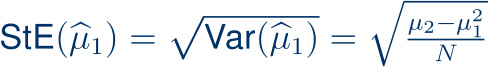 StE(μ̂₁) = √Var(μ̂₁) = √((μ₂−μ₁²)/N)